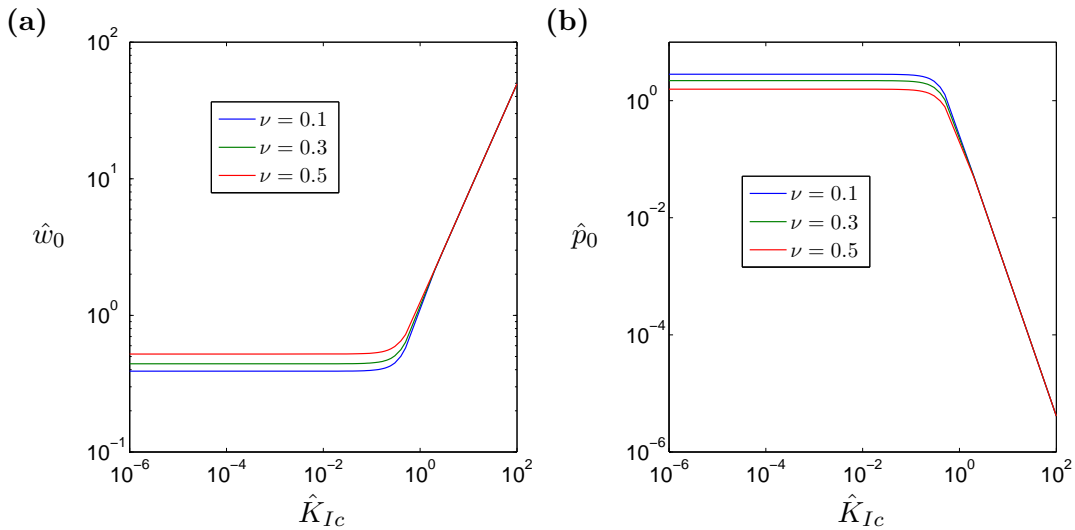 (a)
10^2
10^1
10^0
10^{-1}
ŵ_0
ν = 0.1
ν = 0.3
ν = 0.5
10^{-6} 10^{-4} 10^{-2} 10^0 10^2
K̂_{Ic}
(b)
10^0
10^{-2}
10^{-4}
10^{-6}
p̂_0
ν = 0.1
ν = 0.3
ν = 0.5
10^{-6} 10^{-4} 10^{-2} 10^0 10^2
K̂_{Ic}